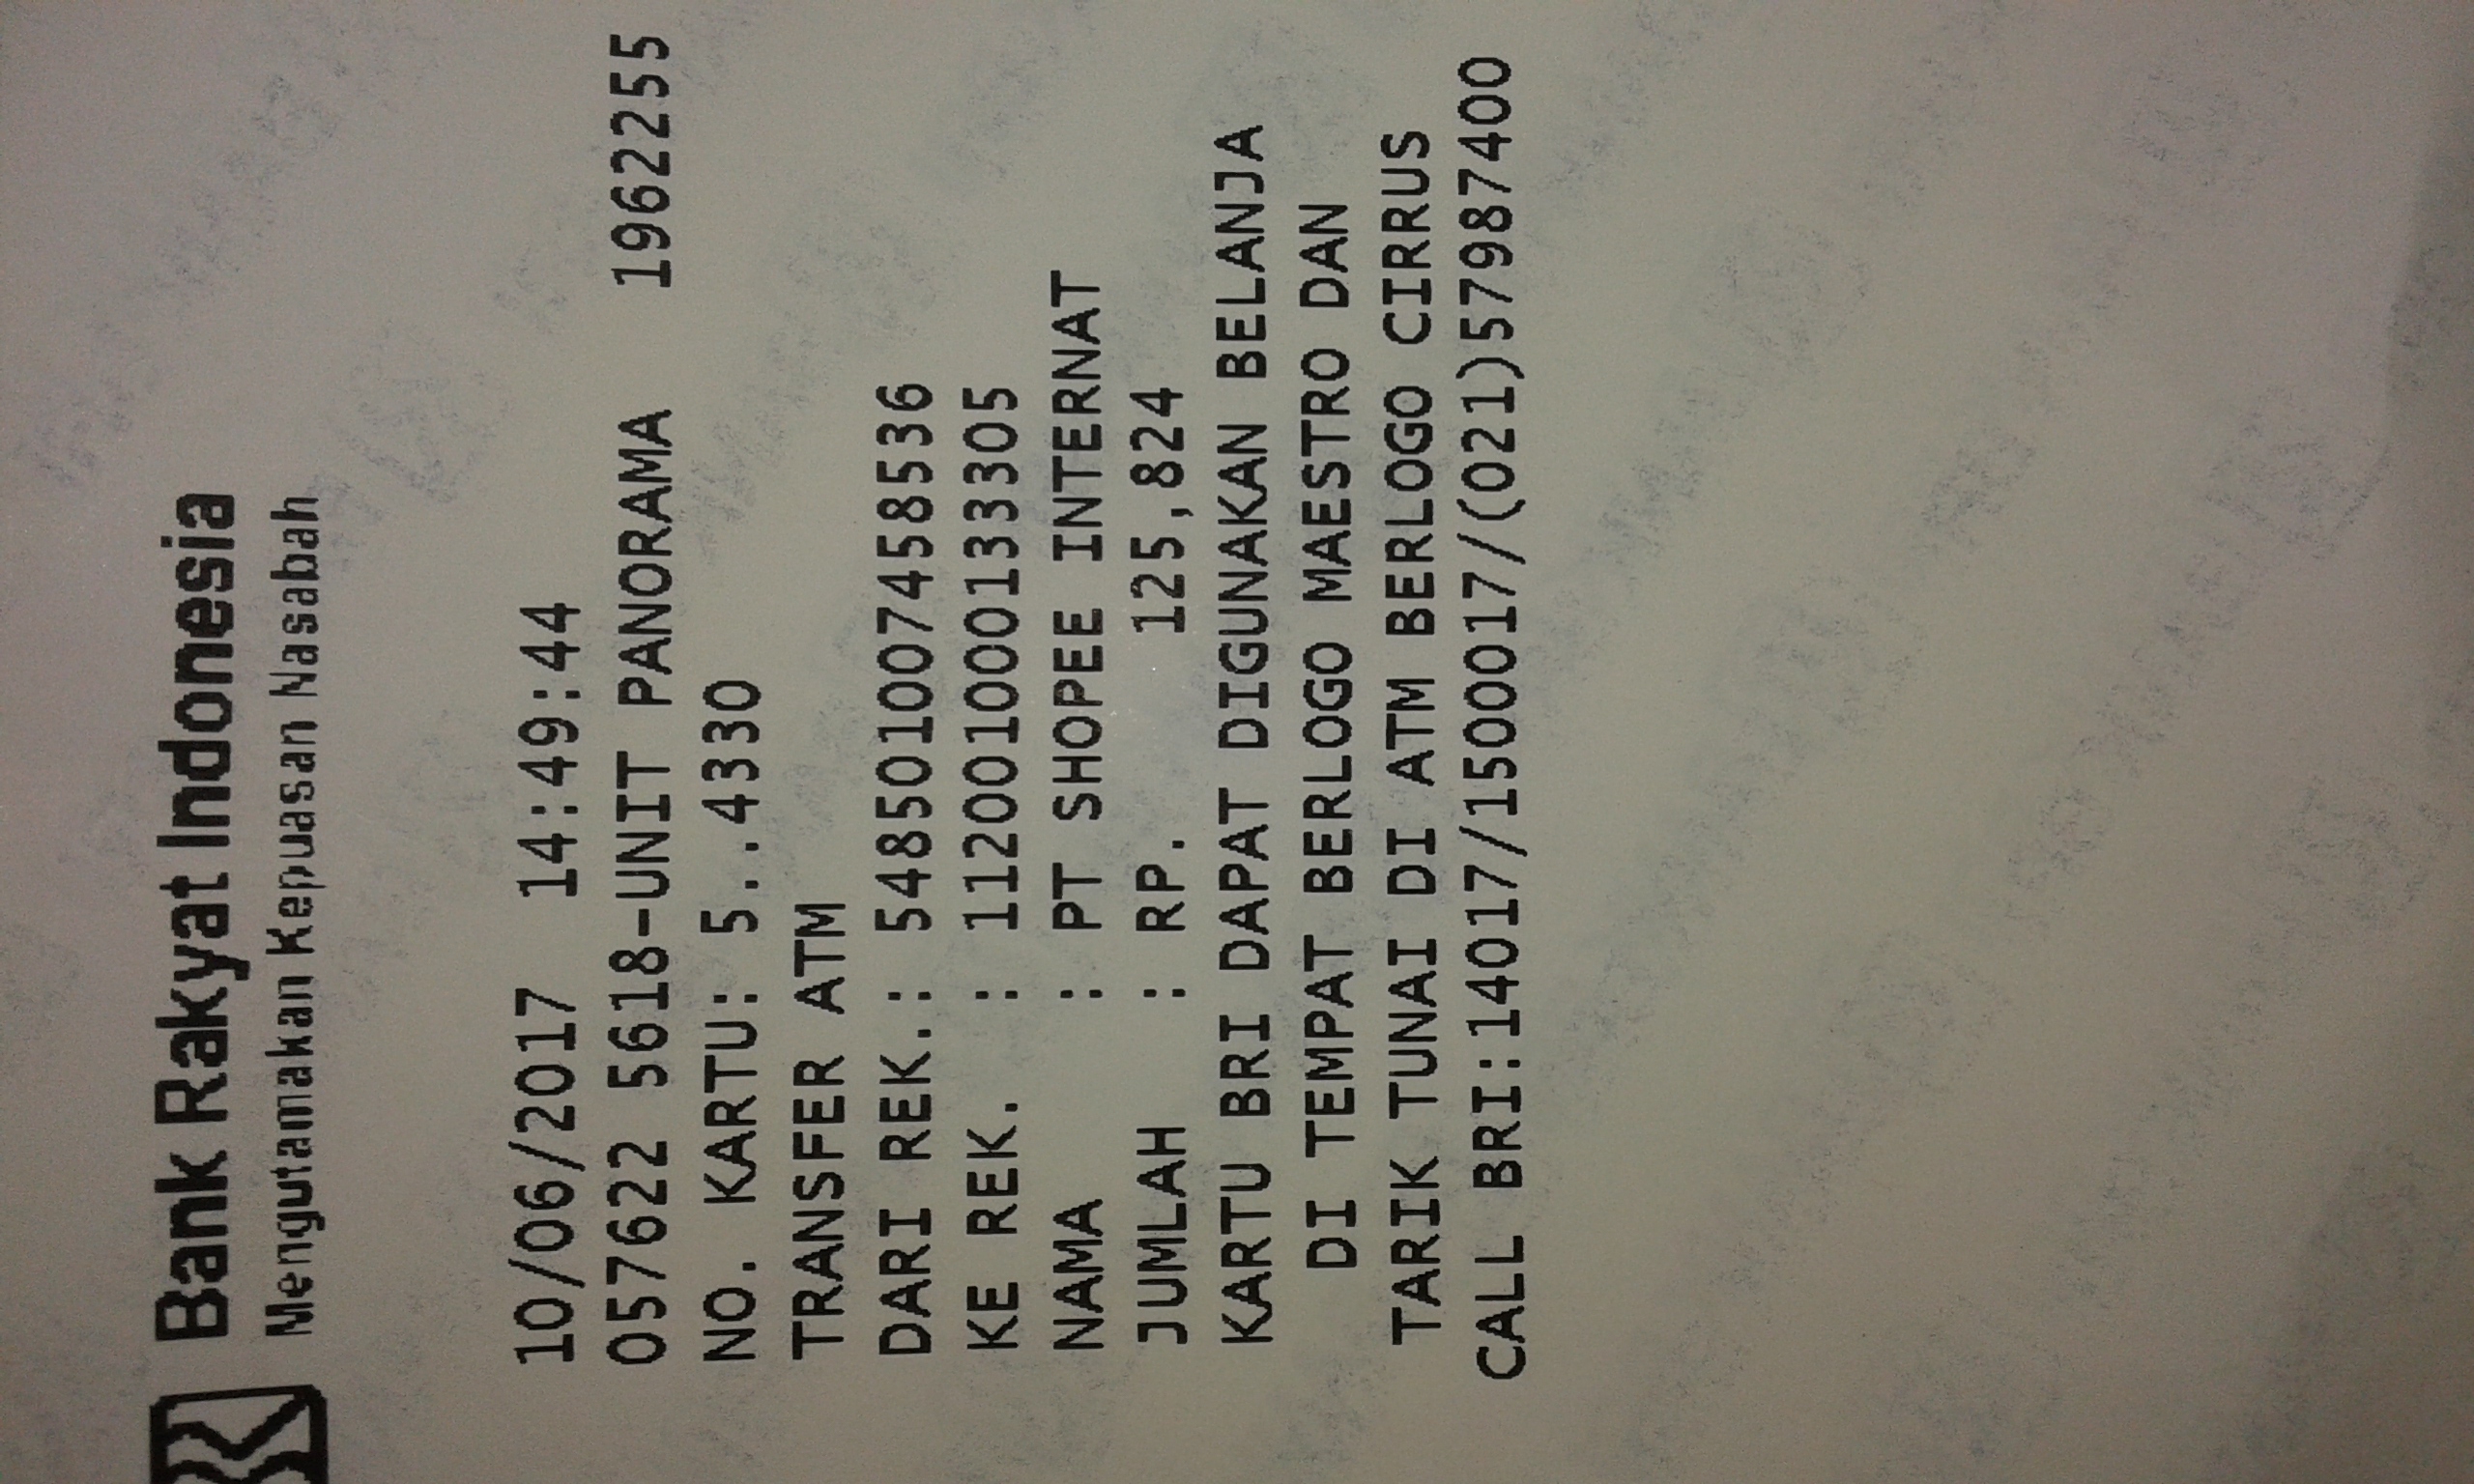 Bank Rakyat Indonesia
Mengutamakan Kepuasan Nasabah
10/06/2017 14:49:44
057622 5618-UNIT PANORAMA 1962255
NO. KARTU: 5..4330
TRANSFER ATM
DARI REK.: 548501007458536
KE REK. : 112001000133305
NAMA : PT SHOPEE INTERNAT
JUMLAH : RP. 125,824
KARTU BRI DAPAT DIGUNAKAN BELANJA
DI TEMPAT BERLOGO MAESTRO DAN
TARIK TUNAI DI ATM BERLOGO CIRRUS
CALL BRI:14017/1500017/(021)57987400